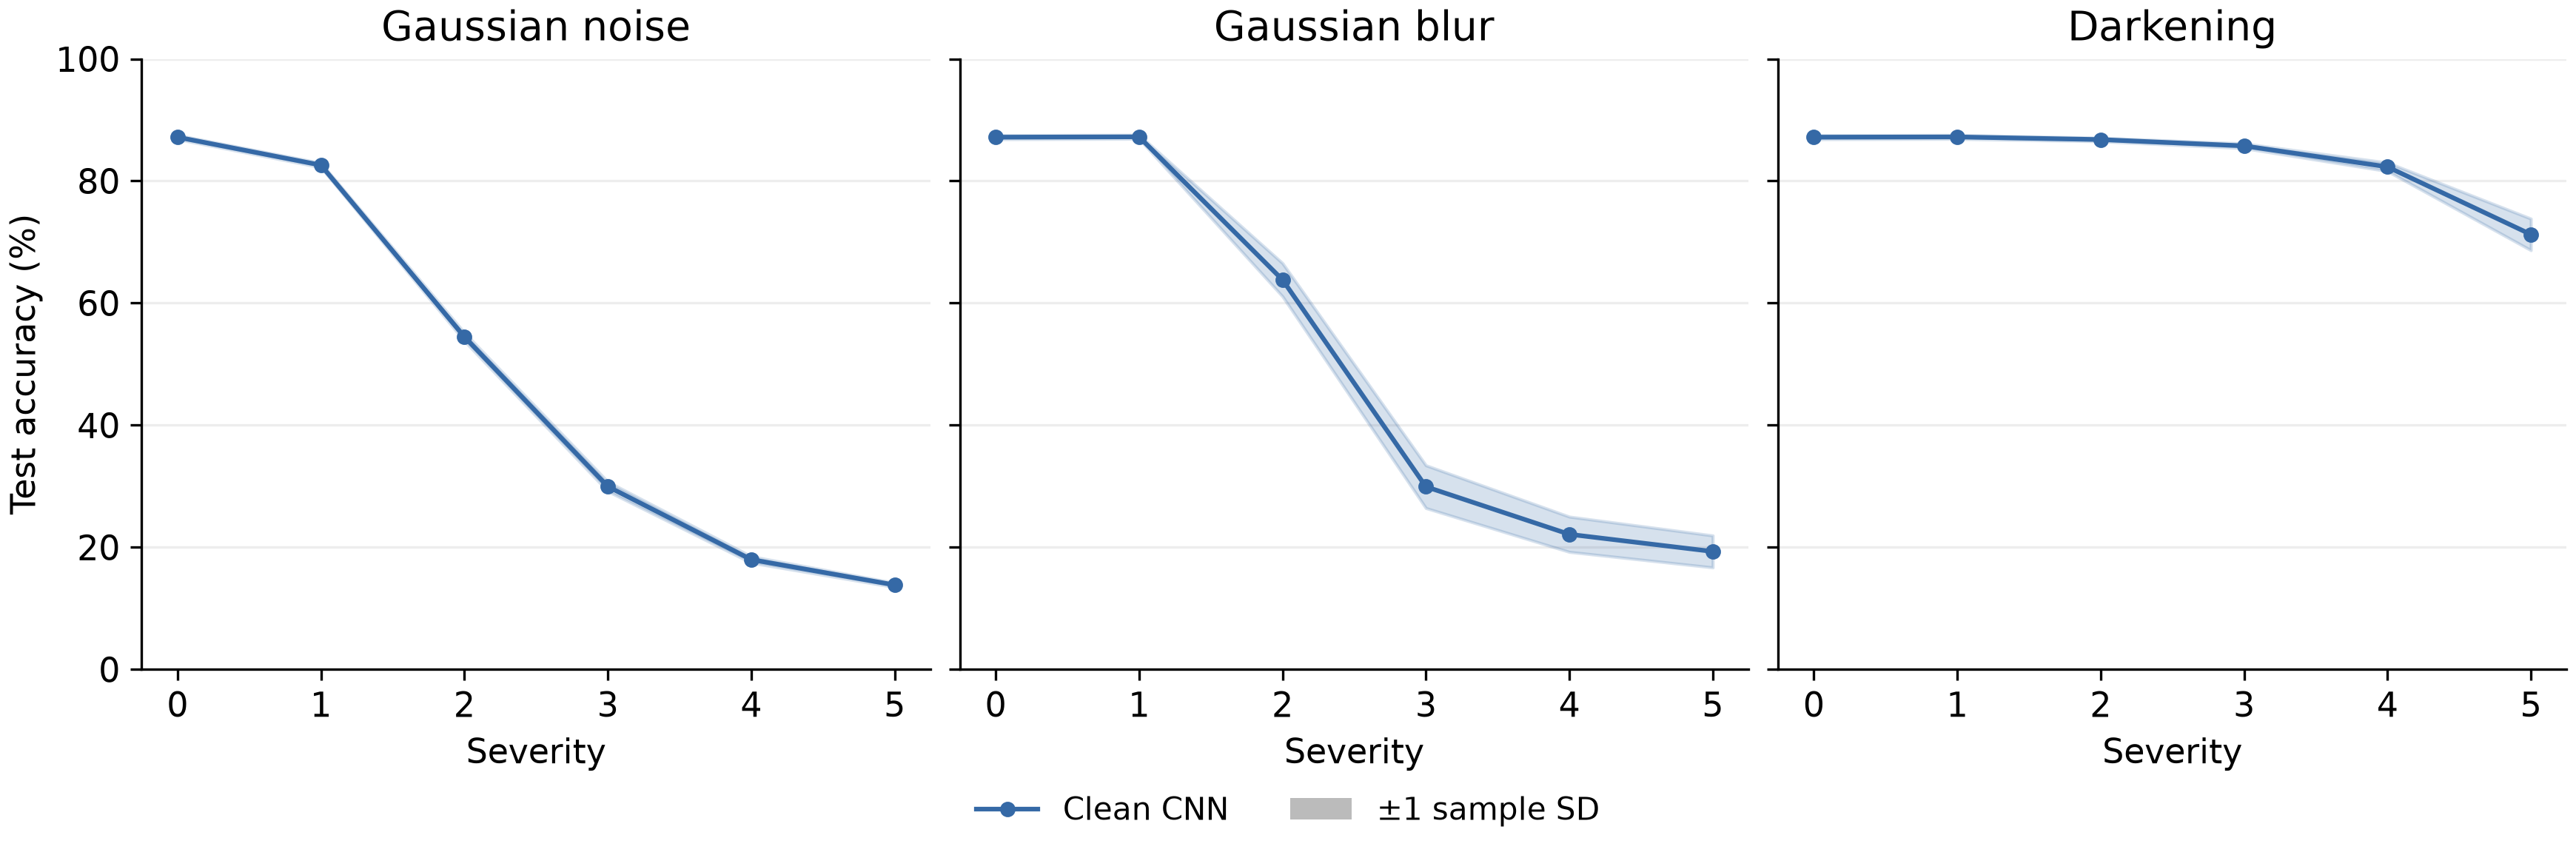 Gaussian noise
Gaussian blur
Darkening
Test accuracy (%)
100
80
60
40
20
0
0 1 2 3 4 5
0 1 2 3 4 5
0 1 2 3 4 5
Severity
Severity
Severity
Clean CNN
±1 sample SD